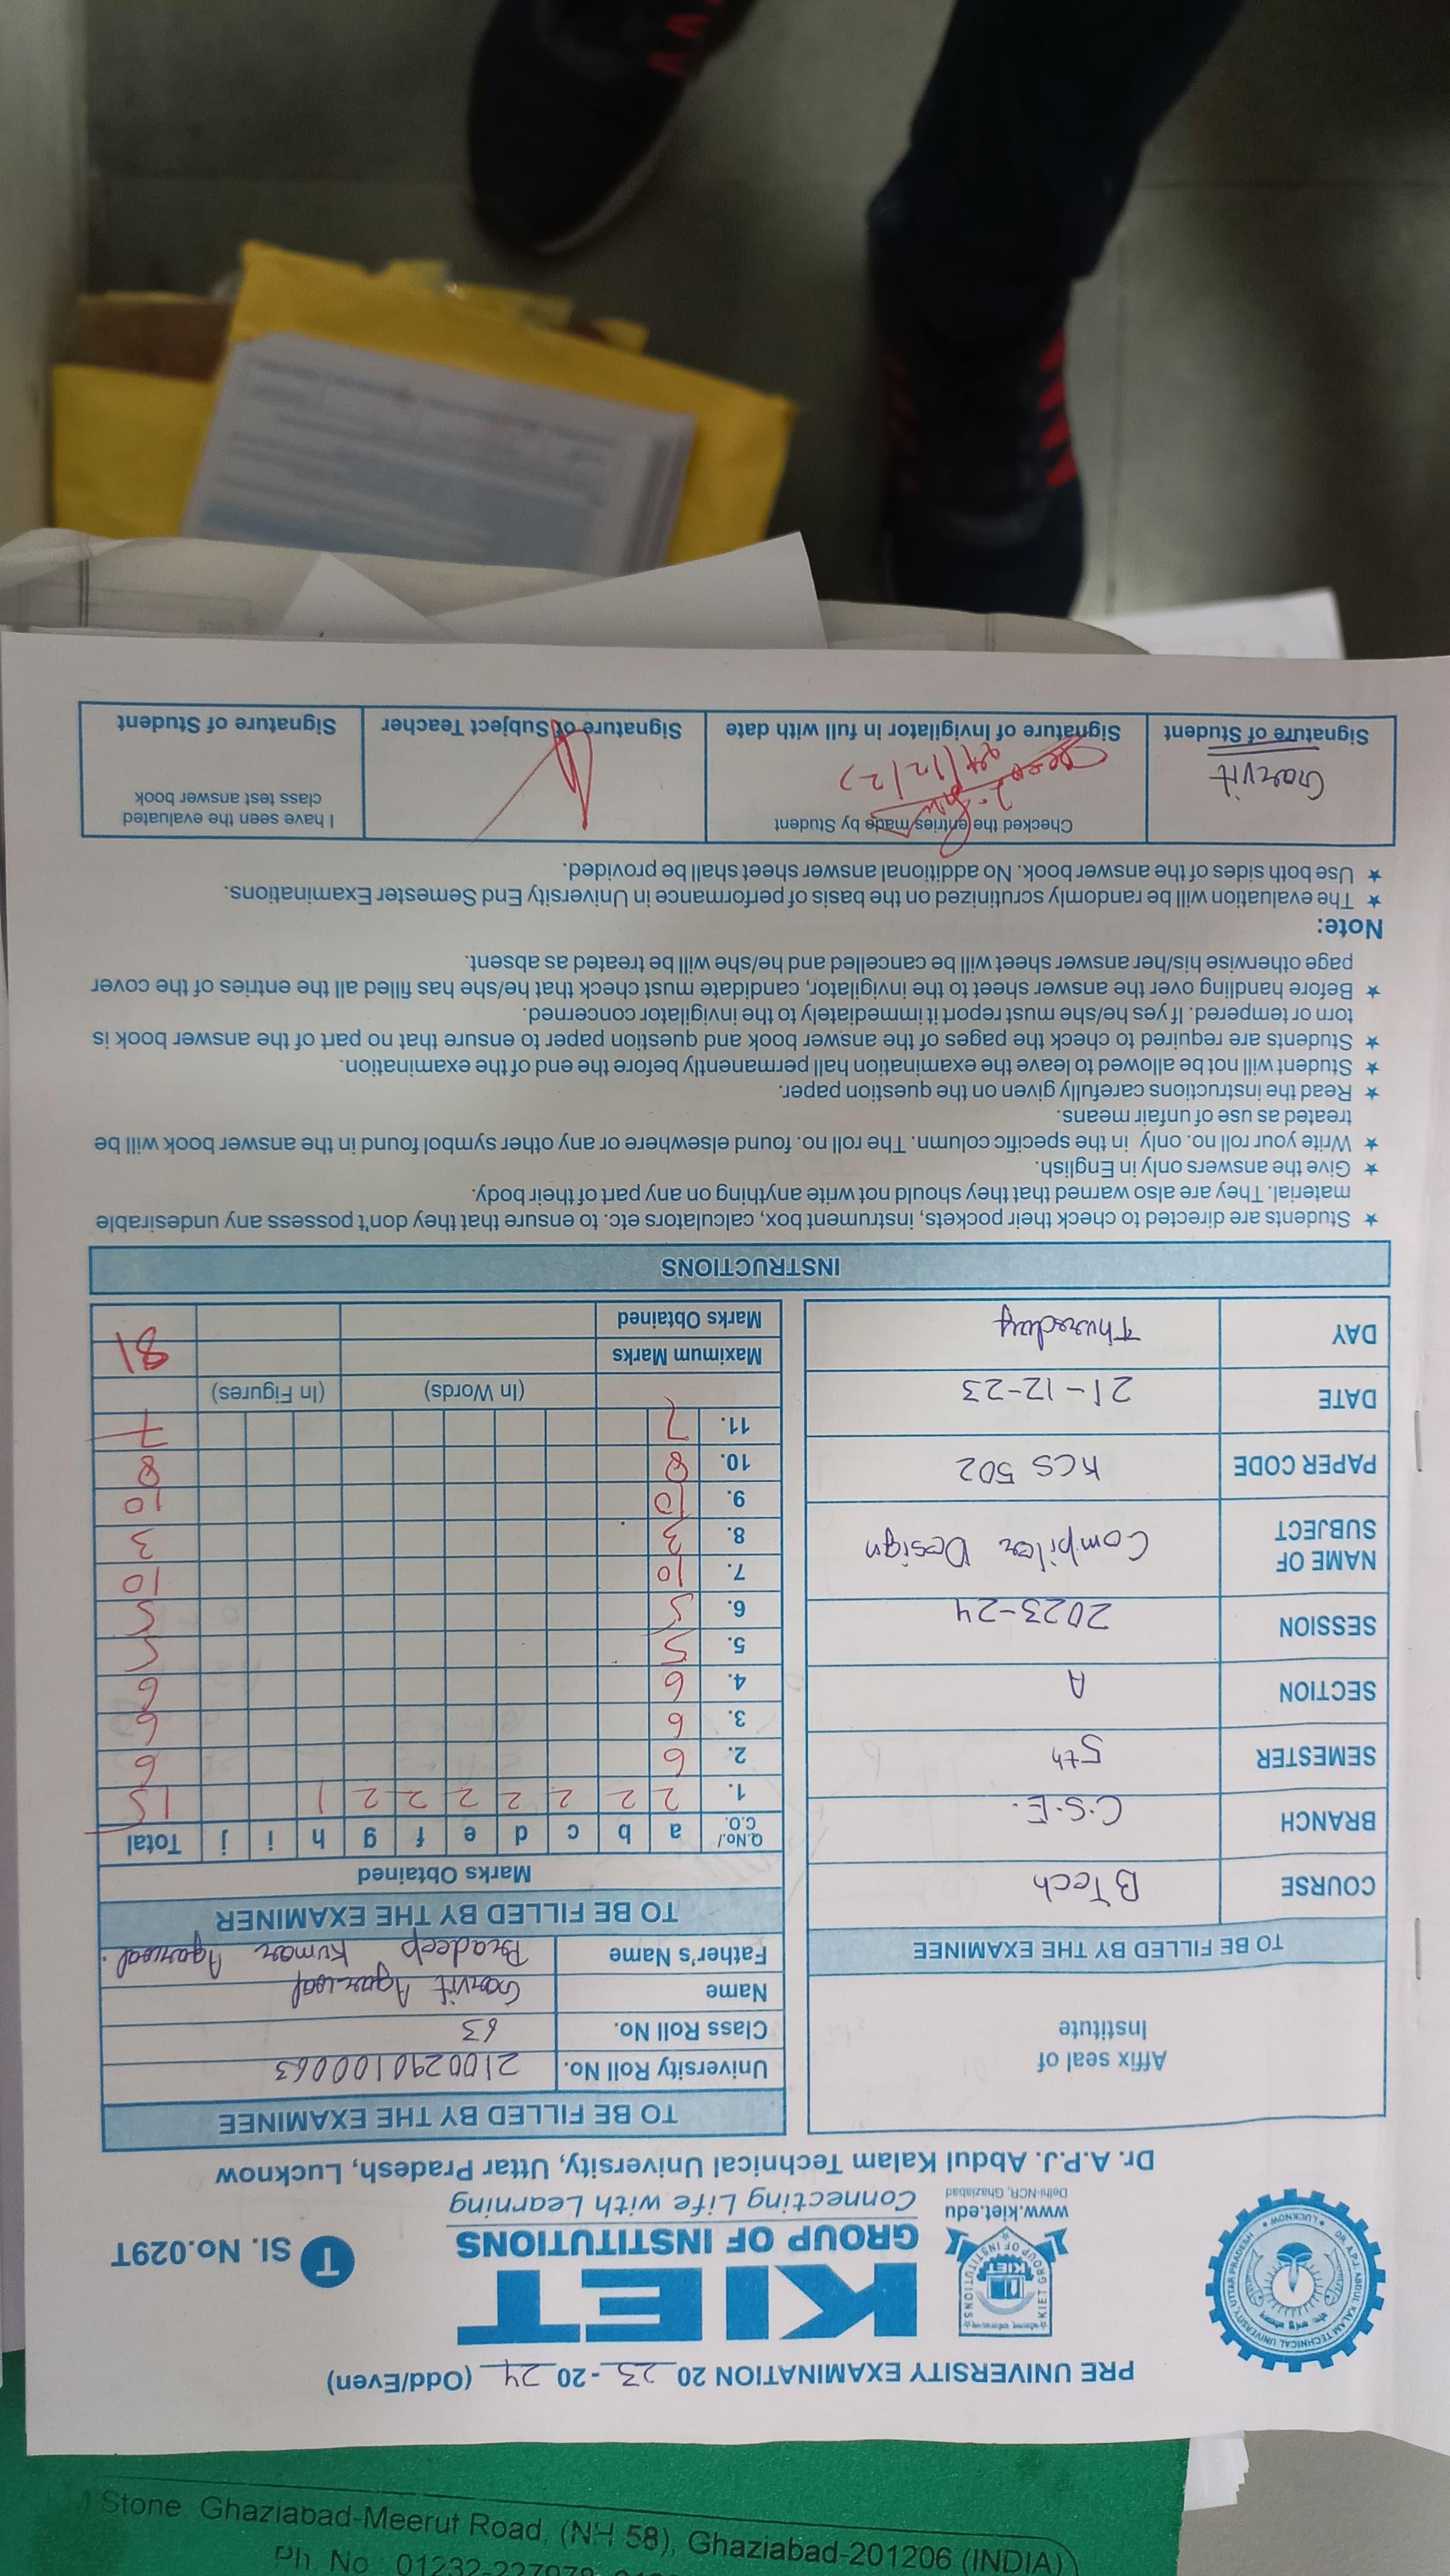 Ph. No. 01232-227978
Stone Ghaziabad-Meerut Road, (NH 58), Ghaziabad-201206 (INDIA)
PRE UNIVERSITY EXAMINATION 20 23 - 20 24 (Odd/Even)
DR. A.P.J. ABDUL KALAM TECHNICAL UNIVERSITY, UTTAR PRADESH
LUCKNOW
KIET GROUP OF INSTITUTIONS
KIET
www.kiet.edu
Delhi-NCR, Ghaziabad
KIET
GROUP OF INSTITUTIONS
Connecting Life with Learning
T Sl. No.029T
Dr. A.P.J. Abdul Kalam Technical University, Uttar Pradesh, Lucknow
Affix seal of
Institute
TO BE FILLED BY THE EXAMINEE
COURSE B Tech
BRANCH C.S.E.
SEMESTER 5th
SECTION A
SESSION 2023-24
NAME OF
SUBJECT Compiler Design
PAPER CODE KCS 502
DATE 21-12-23
DAY Thursday
TO BE FILLED BY THE EXAMINEE
University Roll No. 2100290100063
Class Roll No. 63
Name Garvit Agarwal
Father's Name Pradeep Kumar Agarwal.
TO BE FILLED BY THE EXAMINER
Marks Obtained
Q.No./
C.O. a b c d e f g h i j Total
1. 2 2 2 2 2 2 2 1 15
2. 6 6
3. 6 6
4. 6 6
5. 5 5
6. 5 5
7. 10 10
8. 3 3
9. 10 10
10. 8 8
11. 7 7
(In Words) (In Figures)
Maximum Marks 81
Marks Obtained
INSTRUCTIONS
★ Students are directed to check their pockets, instrument box, calculators etc. to ensure that they don't possess any undesirable
material. They are also warned that they should not write anything on any part of their body.
★ Give the answers only in English.
★ Write your roll no. only in the specific column. The roll no. found elsewhere or any other symbol found in the answer book will be
treated as use of unfair means.
★ Read the instructions carefully given on the question paper.
★ Student will not be allowed to leave the examination hall permanently before the end of the examination.
★ Students are required to check the pages of the answer book and question paper to ensure that no part of the answer book is
torn or tempered. If yes he/she must report it immediately to the invigilator concerned.
★ Before handling over the answer sheet to the invigilator, candidate must check that he/she has filled all the entries of the cover
page otherwise his/her answer sheet will be cancelled and he/she will be treated as absent.
Note:
★ The evaluation will be randomly scrutinized on the basis of performance in University End Semester Examinations.
★ Use both sides of the answer book. No additional answer sheet shall be provided.
Garvit
Signature of Student
Checked the entries made by Student
Signature of Invigilator in full with date
Signature of Subject Teacher
I have seen the evaluated
class test answer book
Signature of Student